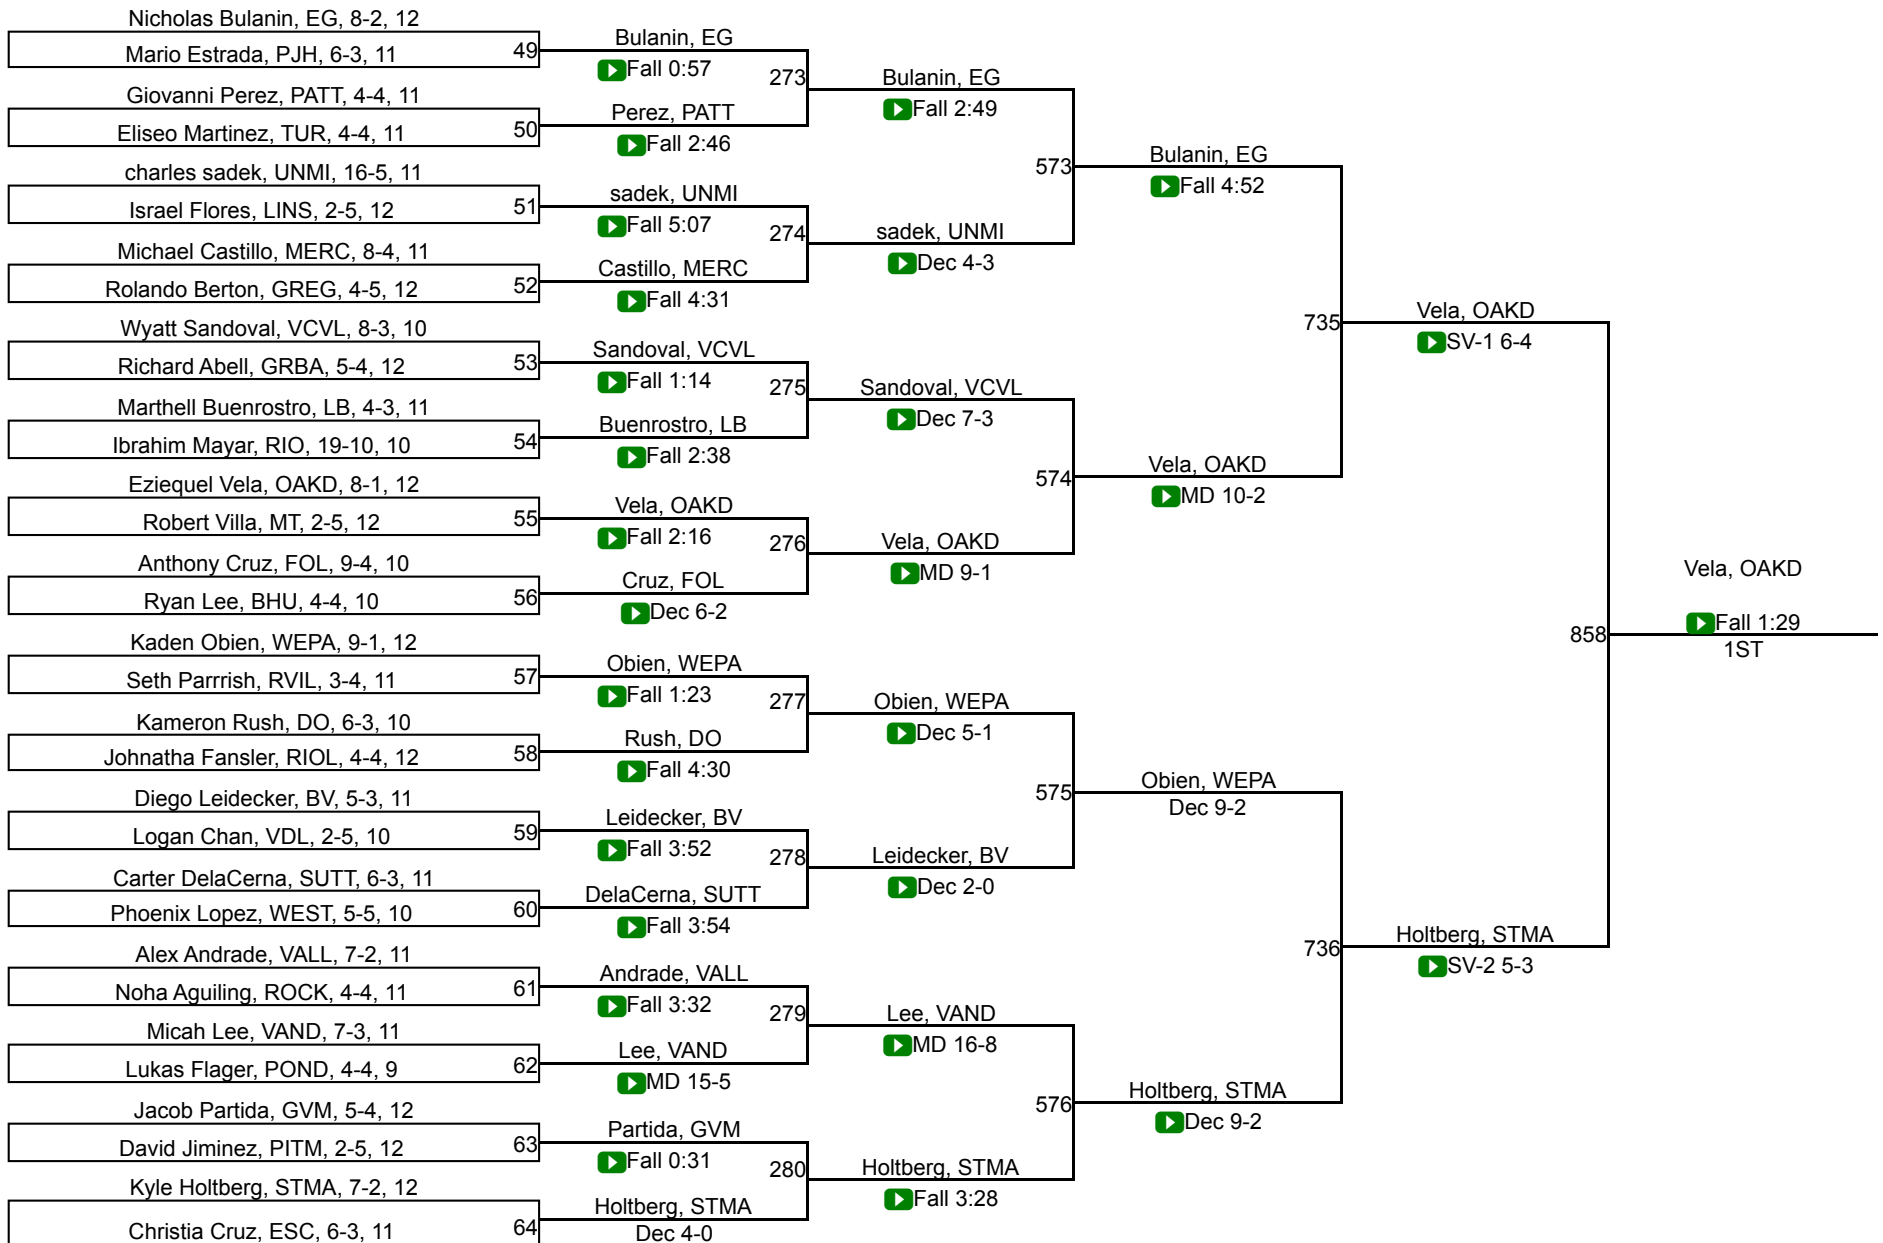 Nicholas Bulanin, EG, 8-2, 12
Mario Estrada, PJH, 6-3, 11
49
Giovanni Perez, PATT, 4-4, 11
Eliseo Martinez, TUR, 4-4, 11
50
charles sadek, UNMI, 16-5, 11
Israel Flores, LINS, 2-5, 12
51
Michael Castillo, MERC, 8-4, 11
Rolando Berton, GREG, 4-5, 12
52
Wyatt Sandoval, VCVL, 8-3, 10
Richard Abell, GRBA, 5-4, 12
53
Marthell Buenrostro, LB, 4-3, 11
Ibrahim Mayar, RIO, 19-10, 10
54
Eziequel Vela, OAKD, 8-1, 12
Robert Villa, MT, 2-5, 12
55
Anthony Cruz, FOL, 9-4, 10
Ryan Lee, BHU, 4-4, 10
56
Kaden Obien, WEPA, 9-1, 12
Seth Parrrish, RVIL, 3-4, 11
57
Kameron Rush, DO, 6-3, 10
Johnatha Fansler, RIOL, 4-4, 12
58
Diego Leidecker, BV, 5-3, 11
Logan Chan, VDL, 2-5, 10
59
Carter DelaCerna, SUTT, 6-3, 11
Phoenix Lopez, WEST, 5-5, 10
60
Alex Andrade, VALL, 7-2, 11
Noha Aguiling, ROCK, 4-4, 11
61
Micah Lee, VAND, 7-3, 11
Lukas Flager, POND, 4-4, 9
62
Jacob Partida, GVM, 5-4, 12
David Jiminez, PITM, 2-5, 12
63
Kyle Holtberg, STMA, 7-2, 12
Christia Cruz, ESC, 6-3, 11
64
Bulanin, EG
Fall 0:57
273
Perez, PATT
Fall 2:46
sadek, UNMI
Fall 5:07
274
Castillo, MERC
Fall 4:31
Sandoval, VCVL
Fall 1:14
275
Buenrostro, LB
Fall 2:38
Vela, OAKD
Fall 2:16
276
Cruz, FOL
Dec 6-2
Obien, WEPA
Fall 1:23
277
Rush, DO
Fall 4:30
Leidecker, BV
Fall 3:52
278
DelaCerna, SUTT
Fall 3:54
Andrade, VALL
Fall 3:32
279
Lee, VAND
MD 15-5
Partida, GVM
Fall 0:31
280
Holtberg, STMA
Dec 4-0
Bulanin, EG
Fall 2:49
573
sadek, UNMI
Dec 4-3
Sandoval, VCVL
Dec 7-3
574
Vela, OAKD
MD 9-1
Obien, WEPA
Dec 5-1
575
Leidecker, BV
Dec 2-0
Lee, VAND
MD 16-8
576
Holtberg, STMA
Fall 3:28
Bulanin, EG
Fall 4:52
735
Vela, OAKD
MD 10-2
Obien, WEPA
Dec 9-2
736
Holtberg, STMA
Dec 9-2
Vela, OAKD
SV-1 6-4
858
Holtberg, STMA
SV-2 5-3
Vela, OAKD
Fall 1:29
1ST